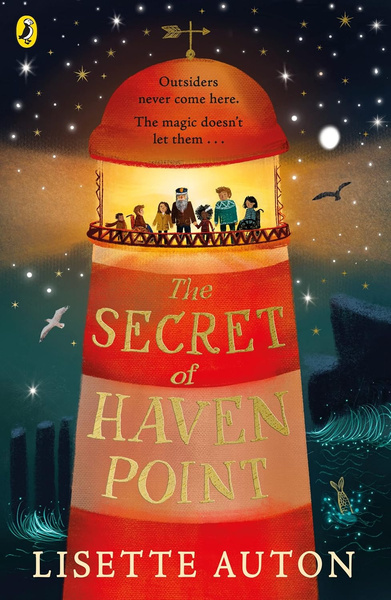 Outsiders
never come here.
The magic doesn't
let them . . .
The
SECRET
of
HAVEN
POINT
LISETTE AUTON